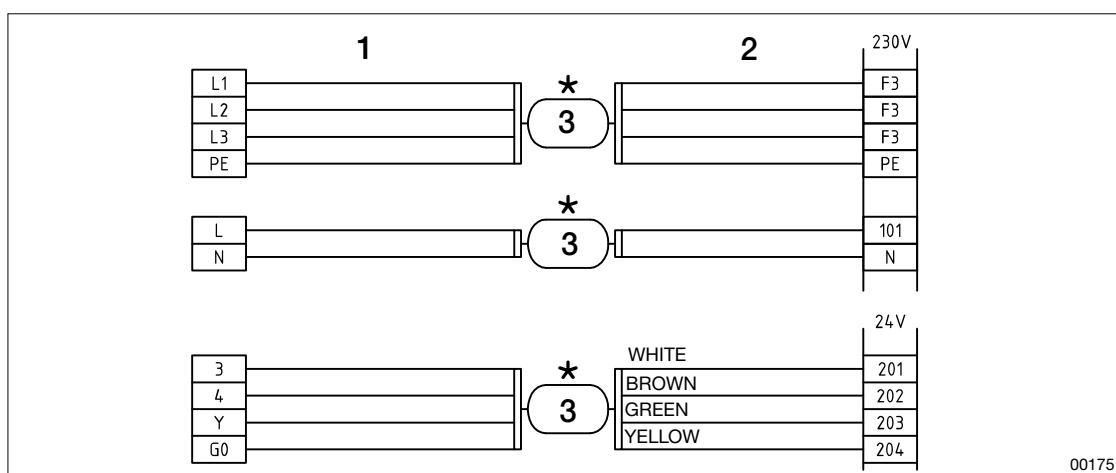 1 2 230V
L1 * F3
L2 3 F3
L3 F3
PE PE
*
L 3 101
N N
24V
3 * WHITE 201
4 3 BROWN 202
Y GREEN 203
G0 YELLOW 204
00175